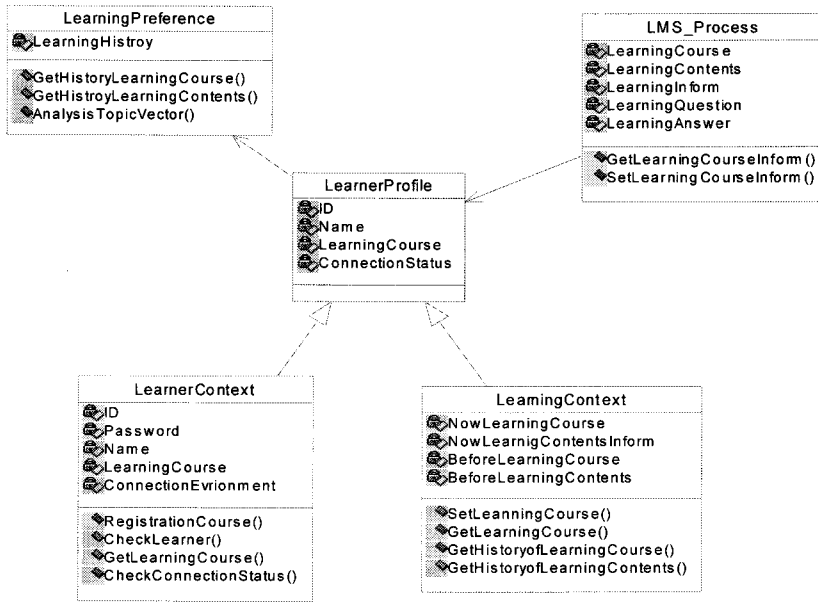 LearningPreference
LearningHistroy
GetHistoryLearningCourse()
GetHistroyLearningContents()
AnalysisTopicVector()
LMS_Process
LearningCourse
LearningContents
LearningInform
LearningQuestion
LearningAnswer
GetLearningCourseInform()
SetLearningCourseInform()
LearnerProfile
ID
Name
LearningCourse
ConnectionStatus
LearnerContext
ID
Password
Name
LearningCourse
ConnectionEvrionment
RegistrationCourse()
CheckLearner()
GetLearningCourse()
CheckConnectionStatus()
LearningContext
NowLearningCourse
NowLearnigContentsInform
BeforeLearningCourse
BeforeLearningContents
SetLeanningCourse()
GetLearningCourse()
GetHistoryofLearningCourse()
GetHistoryofLearningContents()